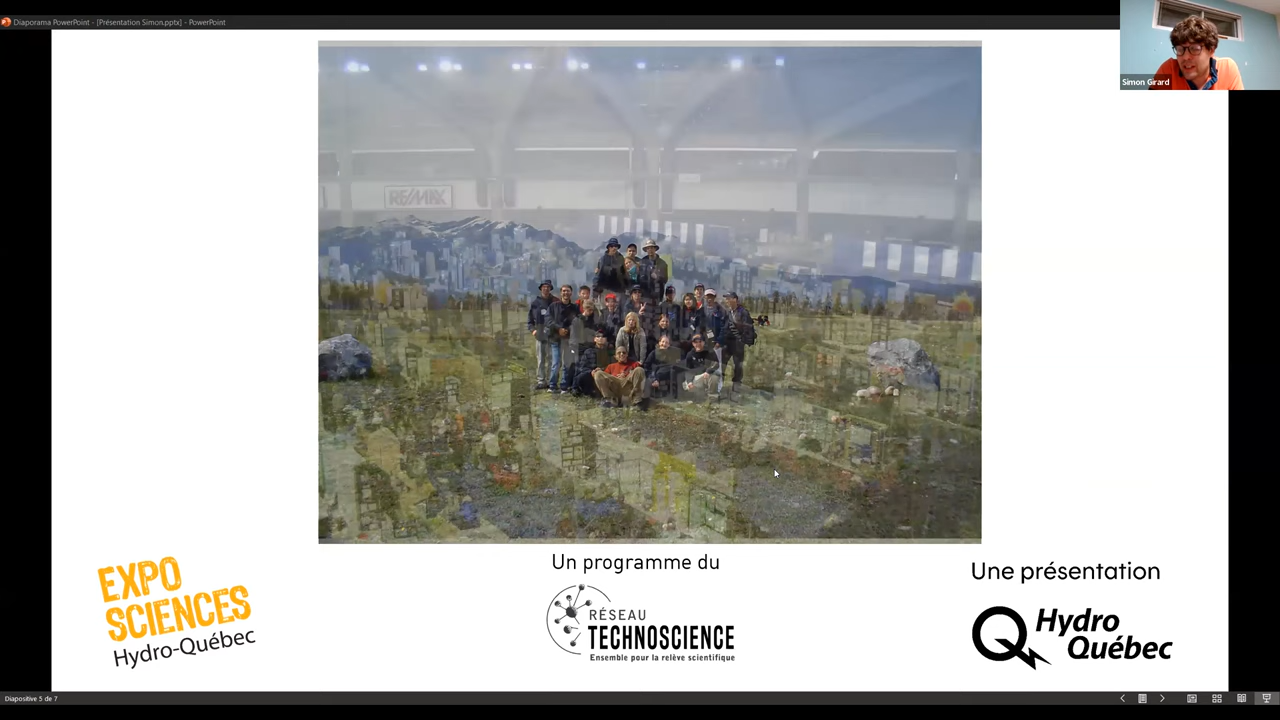 Diaporama PowerPoint - [Présentation Simon.pptx] - PowerPoint
Simon Girard
RE/MAX
EXPO
SCIENCES
Hydro-Québec
Un programme du
RÉSEAU
TECHNOSCIENCE
Ensemble pour la relève scientifique
Une présentation
Hydro
Québec
Diapositive 5 de 7